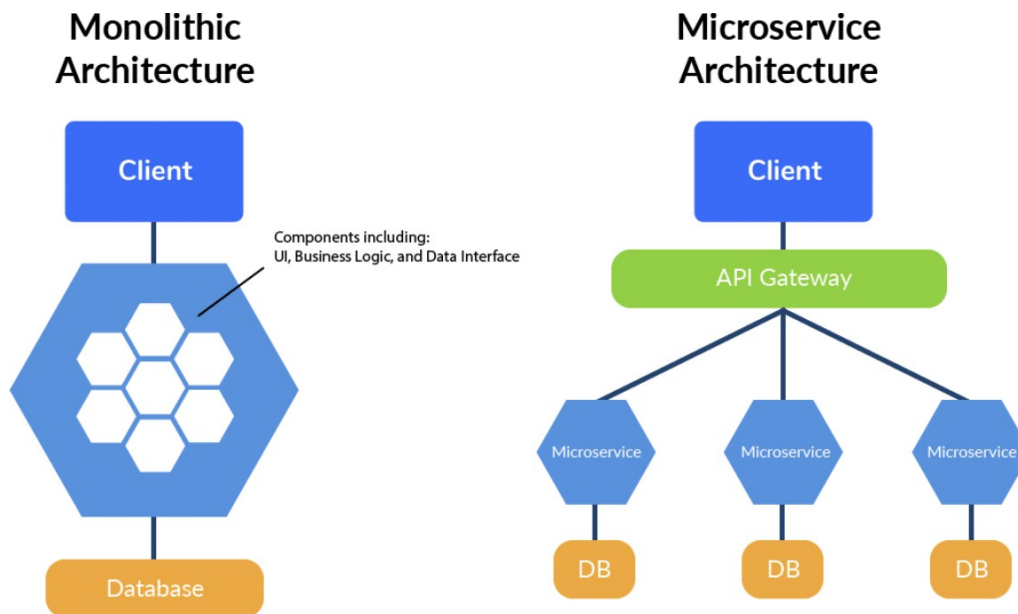 Monolithic
Architecture
Client
Components including:
UI, Business Logic, and Data Interface
Database
Microservice
Architecture
Client
API Gateway
Microservice
Microservice
Microservice
DB
DB
DB